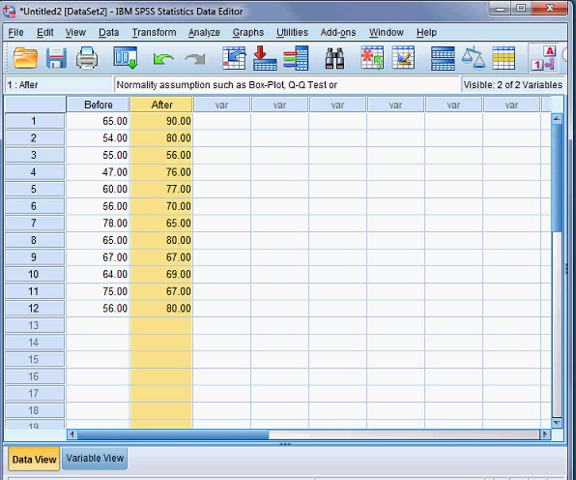 *Untitled2 [DataSet2] - IBM SPSS Statistics Data Editor
File Edit View Data Transform Analyze Graphs Utilities Add-ons Window Help
A
1
1 : After Normality assumption such as Box-Plot, Q-Q Test or Visible: 2 of 2 Variables
Before After var var var var var var
1 65.00 90.00
2 54.00 80.00
3 55.00 56.00
4 47.00 76.00
5 60.00 77.00
6 56.00 70.00
7 78.00 65.00
8 65.00 80.00
9 67.00 67.00
10 64.00 69.00
11 75.00 67.00
12 56.00 80.00
13
14
15
16
17
18
19
Data View Variable View